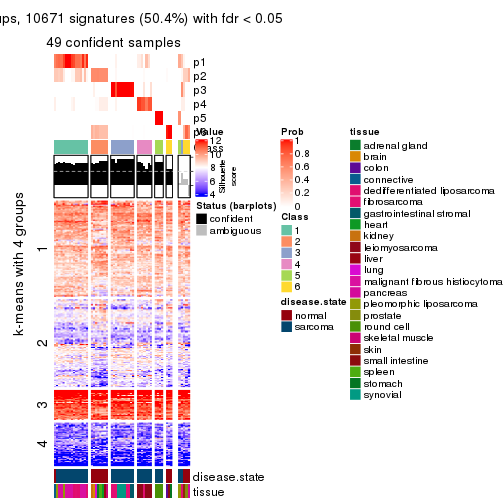 ups, 10671 signatures (50.4%) with fdr < 0.05
49 confident samples
p1
p2
p3
p4
p5
Value
12
10
8
6
4
Silhouette
score
Status (barplots)
confident
ambiguous
k-means with 4 groups
1
2
3
4
disease.state
tissue
Prob
1
0.8
0.6
0.4
0.2
0
Class
1
2
3
4
5
6
disease.state
normal
sarcoma
tissue
adrenal gland
brain
colon
connective
dedifferentiated liposarcoma
fibrosarcoma
gastrointestinal stromal
heart
kidney
leiomyosarcoma
liver
lung
malignant fibrous histiocytoma
pancreas
pleomorphic liposarcoma
prostate
round cell
skeletal muscle
skin
small intestine
spleen
stomach
synovial